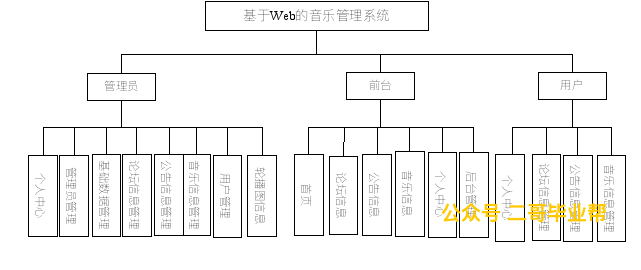 基于Web的音乐管理系统
管理员
前台
用户
个人中心
管理员管理
基础数据管理
论坛信息管理
公告信息管理
音乐信息管理
用户管理
轮播图信息
首页
论坛信息
公告信息
音乐信息
个人中心
后台管理
个人中心
论坛信息管理
公告信息管理
音乐信息管理
公众号·二哥毕业帮